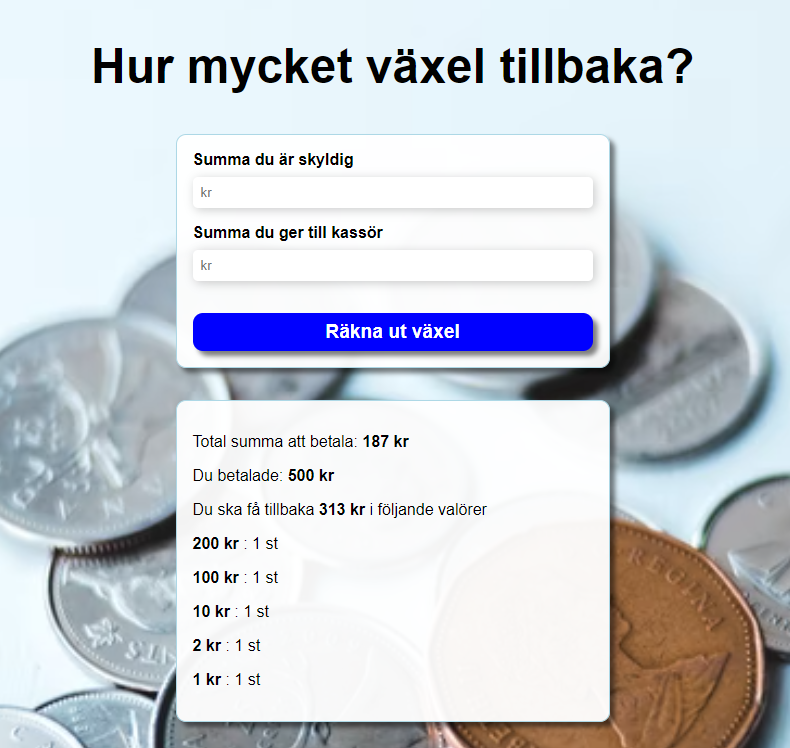 Hur mycket växel tillbaka?
Summa du är skyldig
kr
Summa du ger till kassör
kr
Räkna ut växel
Total summa att betala: 187 kr
Du betalade: 500 kr
Du ska få tillbaka 313 kr i följande valörer
200 kr : 1 st
100 kr : 1 st
10 kr : 1 st
2 kr : 1 st
1 kr : 1 st
REGINA